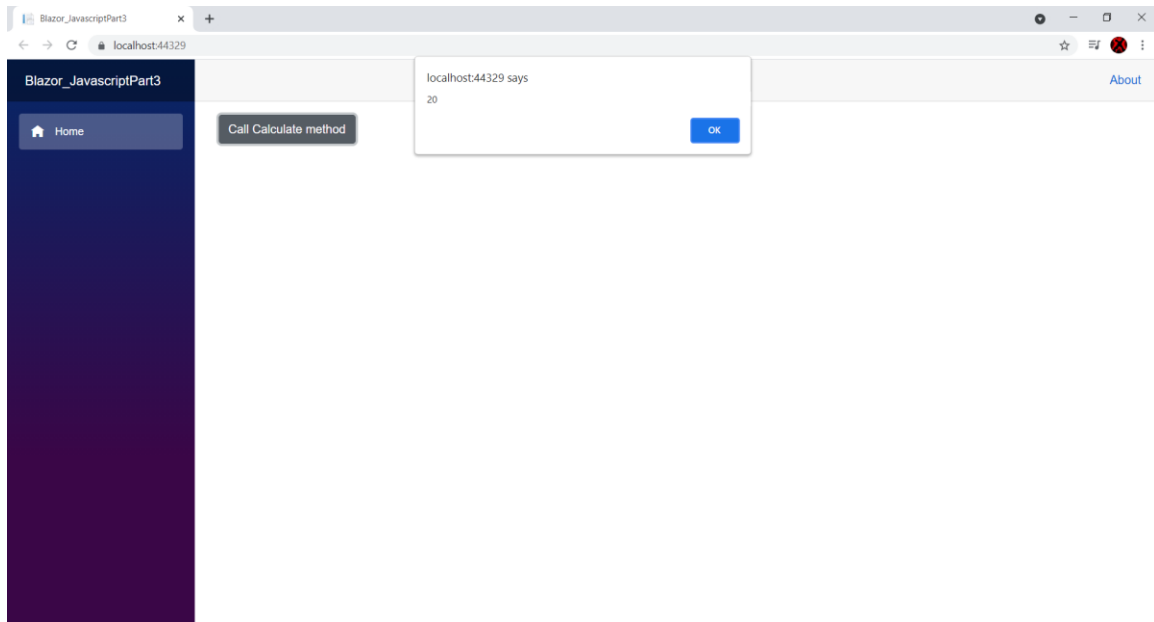 Blazor_JavascriptPart3
localhost:44329
Blazor_JavascriptPart3
localhost:44329 says
20
OK
About
Home
Call Calculate method